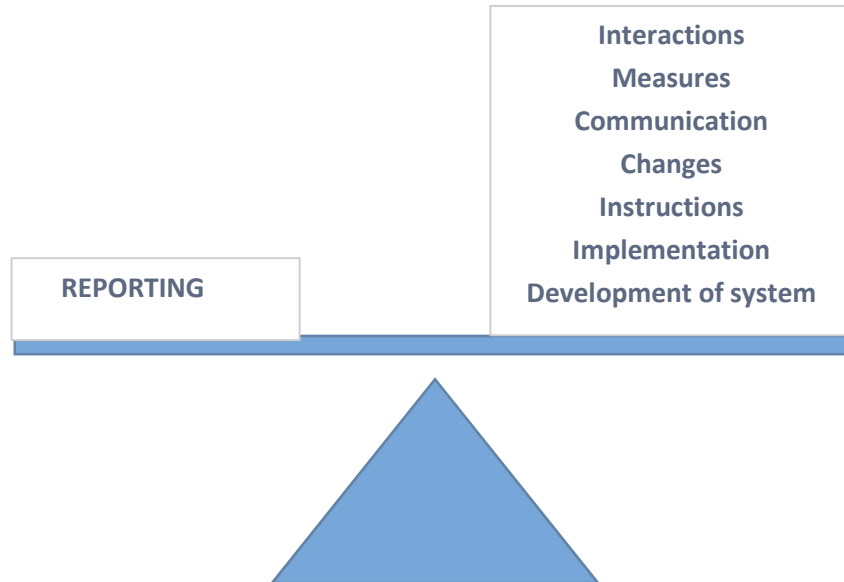 Interactions
Measures
Communication
Changes
Instructions
Implementation
Development of system
REPORTING